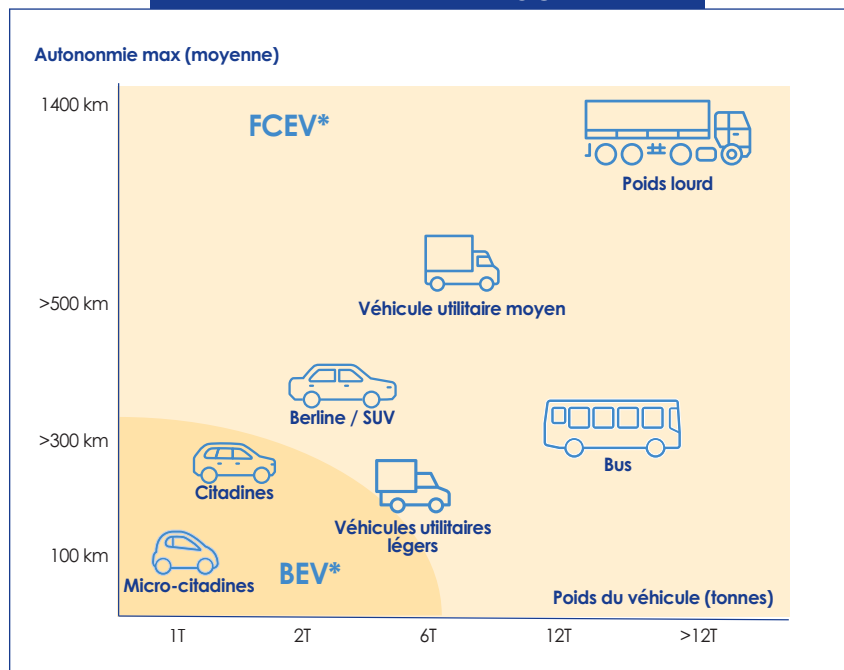 Autononmie max (moyenne)
1400 km
FCEV*
Poids lourd
>500 km
Véhicule utilitaire moyen
Berline / SUV
>300 km
Citadines
Bus
Véhicules utilitaires
légers
100 km
Micro-citadines
BEV*
Poids du véhicule (tonnes)
1T
2T
6T
12T
>12T